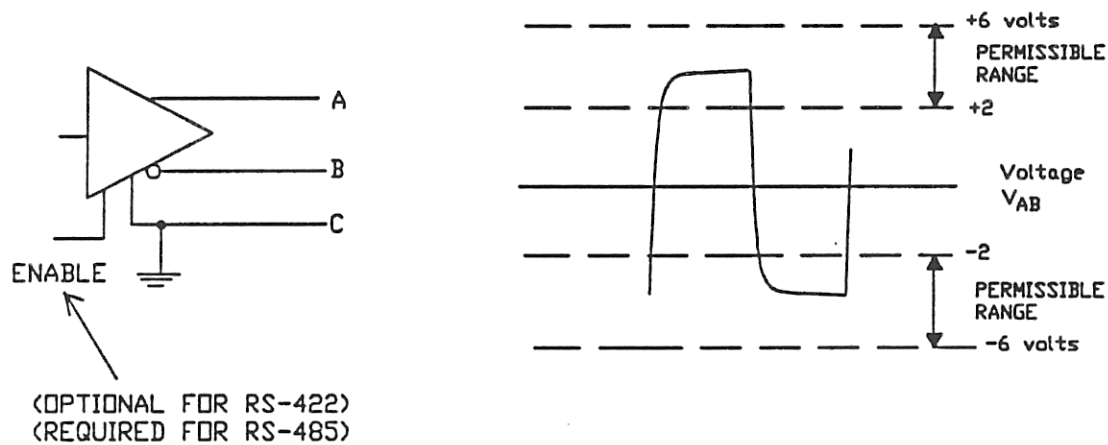 A
B
C
ENABLE
(OPTIONAL FOR RS-422)
(REQUIRED FOR RS-485)
+6 volts
PERMISSIBLE
RANGE
+2
Voltage
VAB
-2
PERMISSIBLE
RANGE
-6 volts